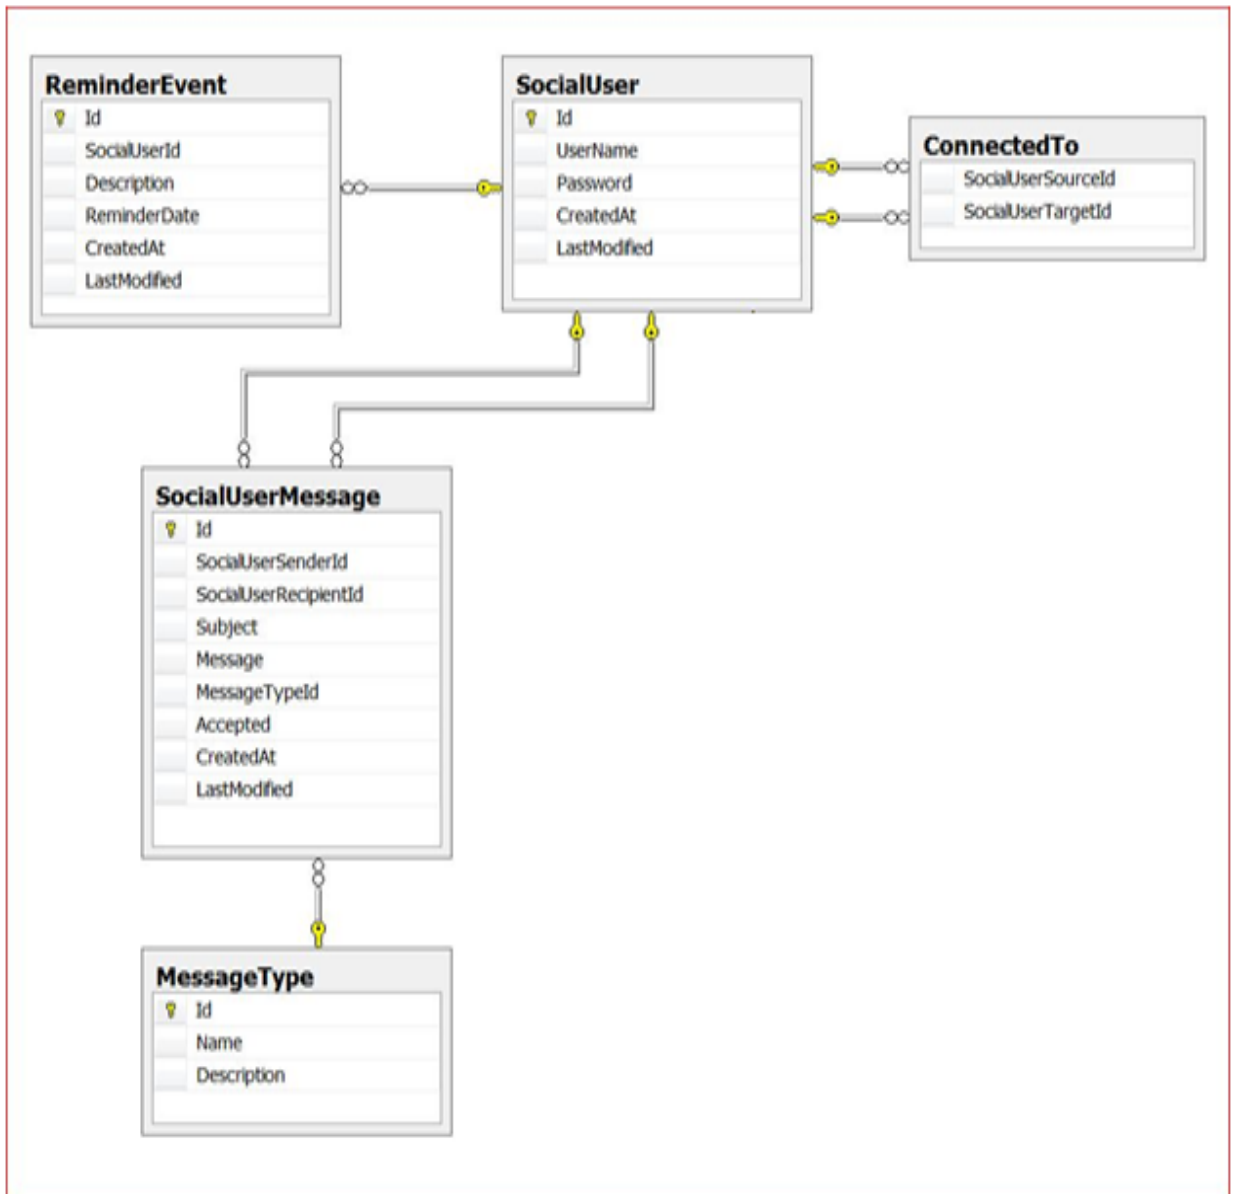 ReminderEvent
Id
SocialUserId
Description
ReminderDate
CreatedAt
LastModified
SocialUser
Id
UserName
Password
CreatedAt
LastModified
ConnectedTo
SocialUserSourceId
SocialUserTargetId
SocialUserMessage
Id
SocialUserSenderId
SocialUserRecipientId
Subject
Message
MessageTypeId
Accepted
CreatedAt
LastModified
MessageType
Id
Name
Description